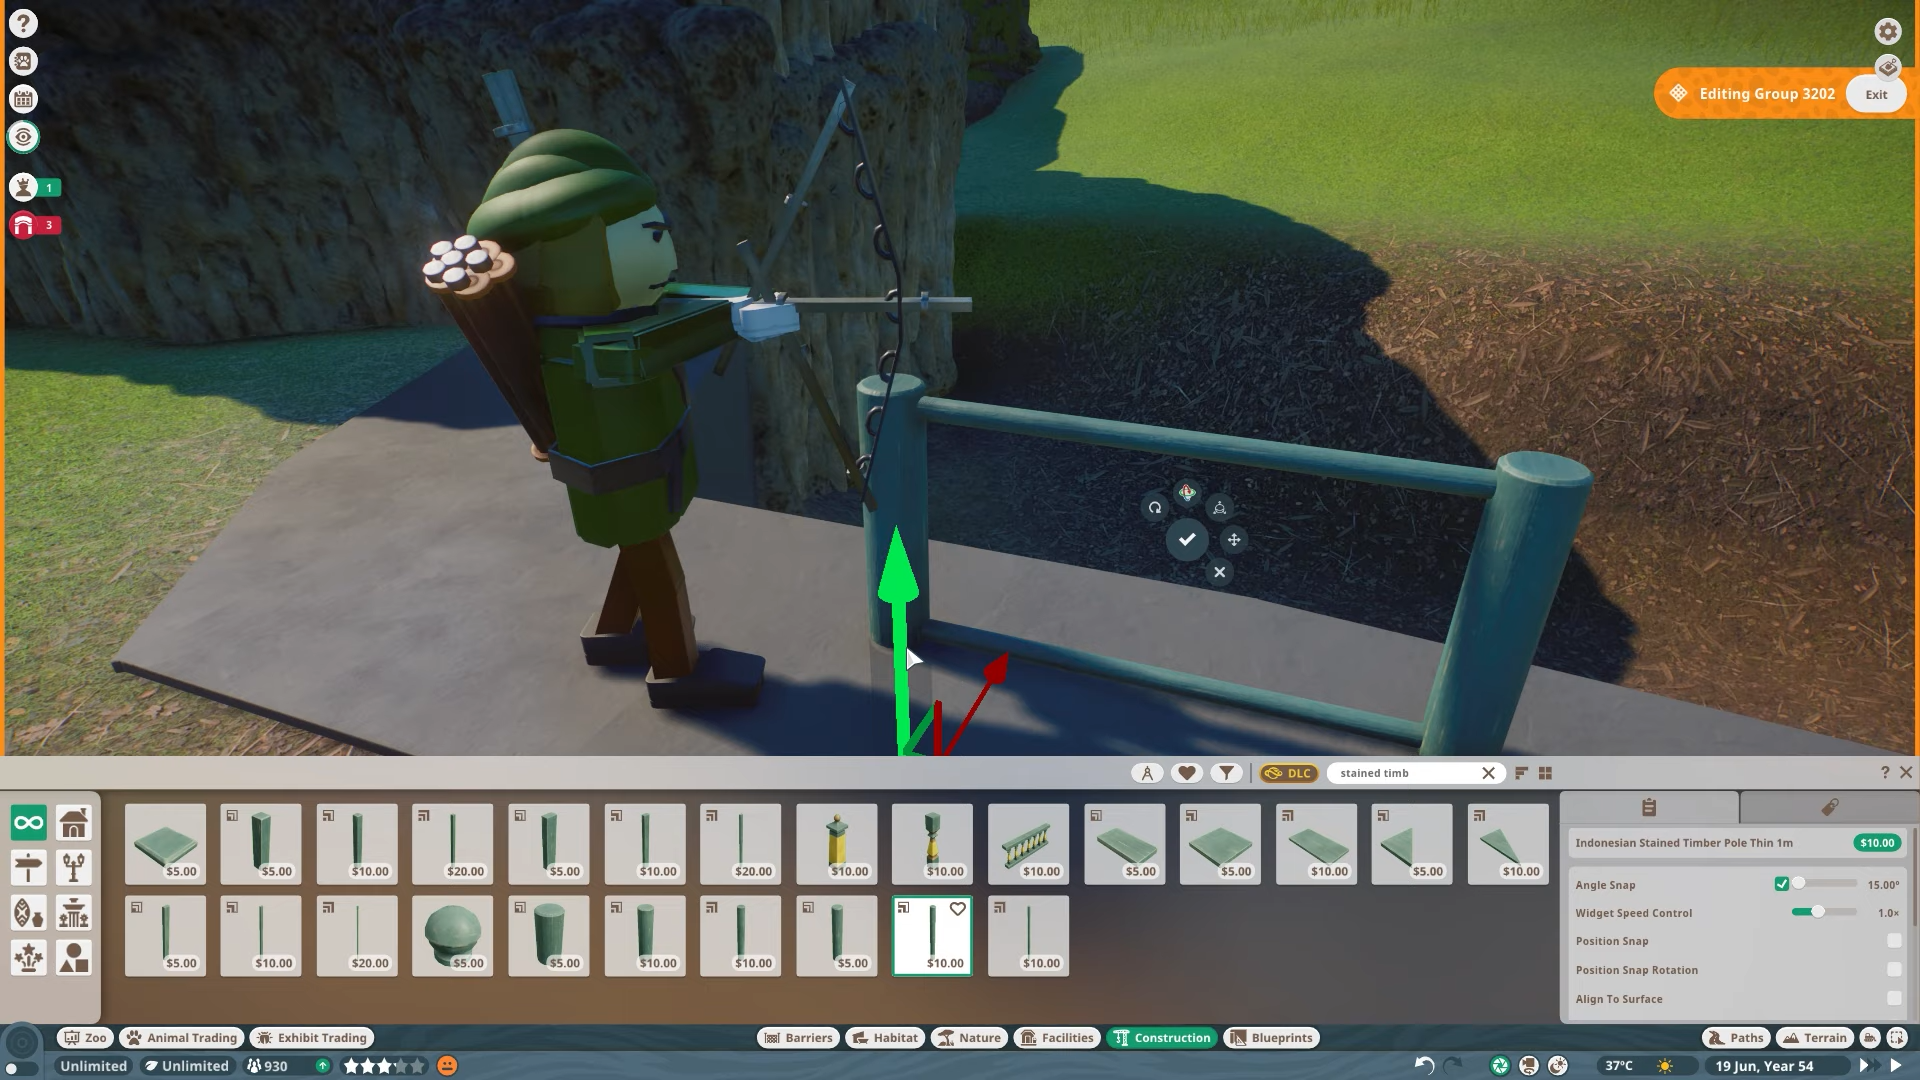 ?
1
3
Editing Group 3202
Exit
DLC
stained timb
?
$5.00
$5.00
$10.00
$20.00
$5.00
$10.00
$20.00
$10.00
$10.00
$10.00
$5.00
$5.00
$10.00
$5.00
$10.00
$5.00
$10.00
$20.00
$5.00
$5.00
$10.00
$10.00
$5.00
$10.00
$10.00
Indonesian Stained Timber Pole Thin 1m
$10.00
Angle Snap
15.00°
Widget Speed Control
1.0×
Position Snap
Position Snap Rotation
Align To Surface
Zoo
Animal Trading
Exhibit Trading
Barriers
Habitat
Nature
Facilities
Construction
Blueprints
Paths
Terrain
Unlimited
Unlimited
930
37°C
19 Jun, Year 54